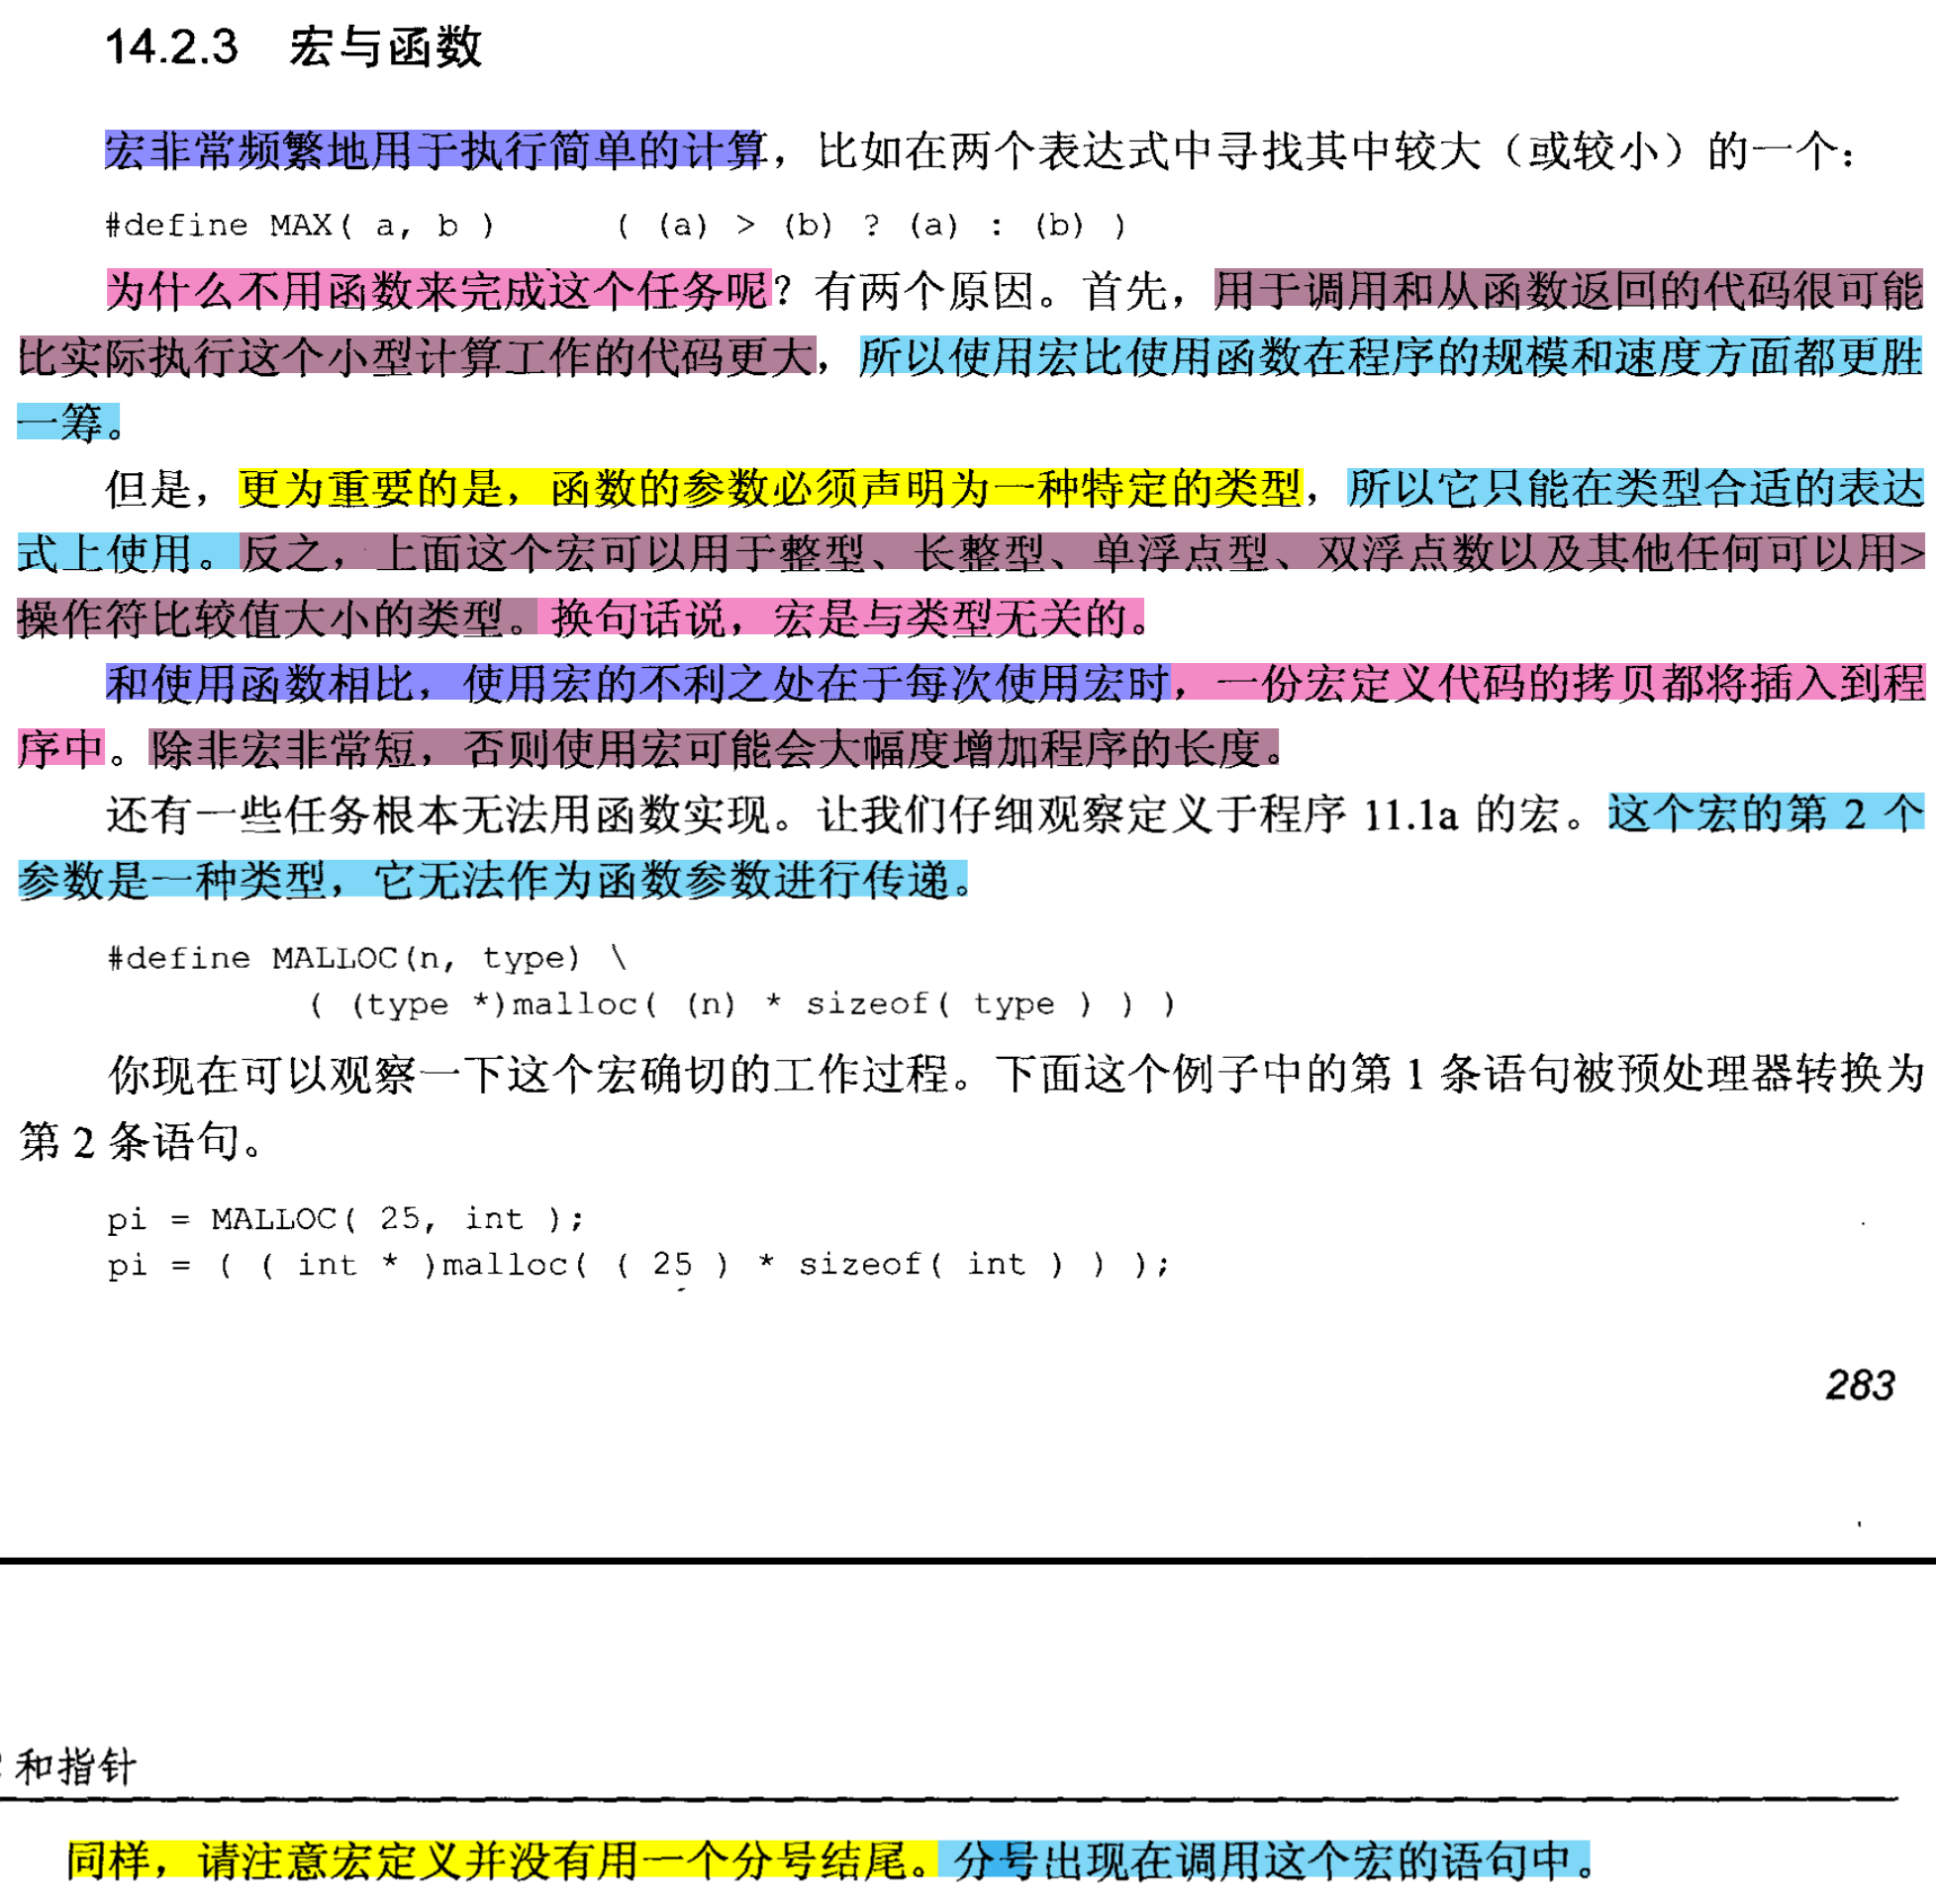 14.2.3 宏与函数
宏非常频繁地用于执行简单的计算，比如在两个表达式中寻找其中较大（或较小）的一个：
#define MAX( a, b ) ( (a) > (b) ? (a) : (b) )
为什么不用函数来完成这个任务呢？有两个原因。首先，用于调用和从函数返回的代码很可能
比实际执行这个小型计算工作的代码更大，所以使用宏比使用函数在程序的规模和速度方面都更胜
一筹。
但是，更为重要的是，函数的参数必须声明为一种特定的类型，所以它只能在类型合适的表达
式上使用。反之，上面这个宏可以用于整型、长整型、单浮点型、双浮点数以及其他任何可以用>
操作符比较值大小的类型。换句话说，宏是与类型无关的。
和使用函数相比，使用宏的不利之处在于每次使用宏时，一份宏定义代码的拷贝都将插入到程
序中。除非宏非常短，否则使用宏可能会大幅度增加程序的长度。
还有一些任务根本无法用函数实现。让我们仔细观察定义于程序 11.1a 的宏。这个宏的第 2 个
参数是一种类型，它无法作为函数参数进行传递。
#define MALLOC(n, type) \
( (type *)malloc( (n) * sizeof( type ) ) )
你现在可以观察一下这个宏确切的工作过程。下面这个例子中的第 1 条语句被预处理器转换为
第 2 条语句。
pi = MALLOC( 25, int );
pi = ( ( int * )malloc( ( 25 ) * sizeof( int ) ) );
283
和指针
同样，请注意宏定义并没有用一个分号结尾。分号出现在调用这个宏的语句中。